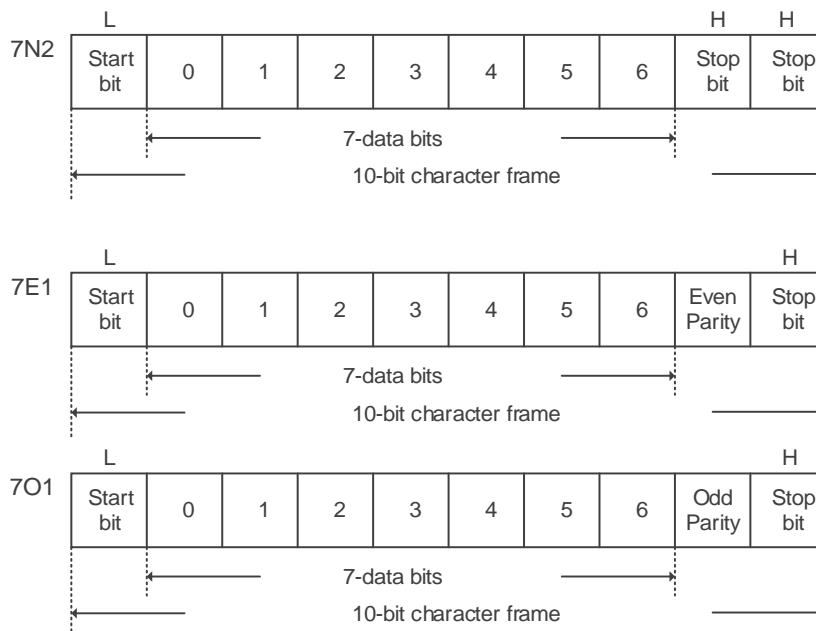 L H H
7N2 Start bit 0 1 2 3 4 5 6 Stop bit Stop bit
7-data bits
10-bit character frame
L H
7E1 Start bit 0 1 2 3 4 5 6 Even Parity Stop bit
7-data bits
10-bit character frame
L H
7O1 Start bit 0 1 2 3 4 5 6 Odd Parity Stop bit
7-data bits
10-bit character frame